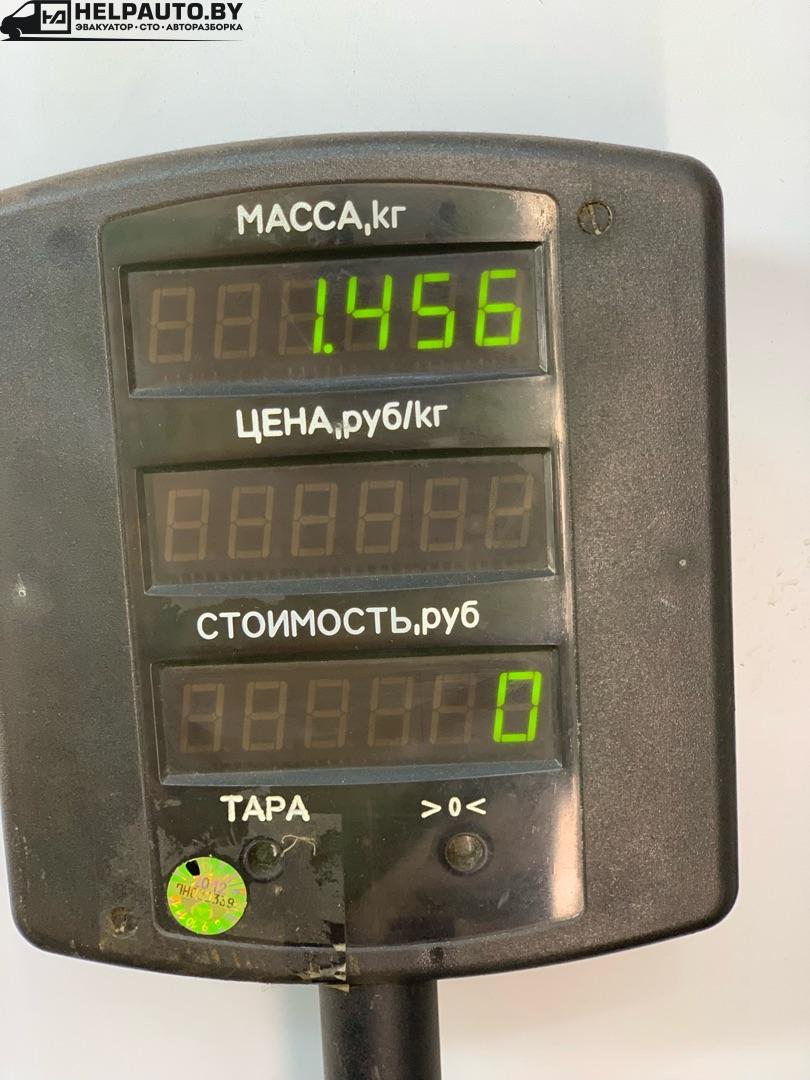 HELPAUTO.BY
ЭВАКУАТОР • СТО • АВТОРАЗБОРКА
МАССА,кг
1.456
ЦЕНА,руб/кг
СТОИМОСТЬ,руб
0
ТАРА >0<